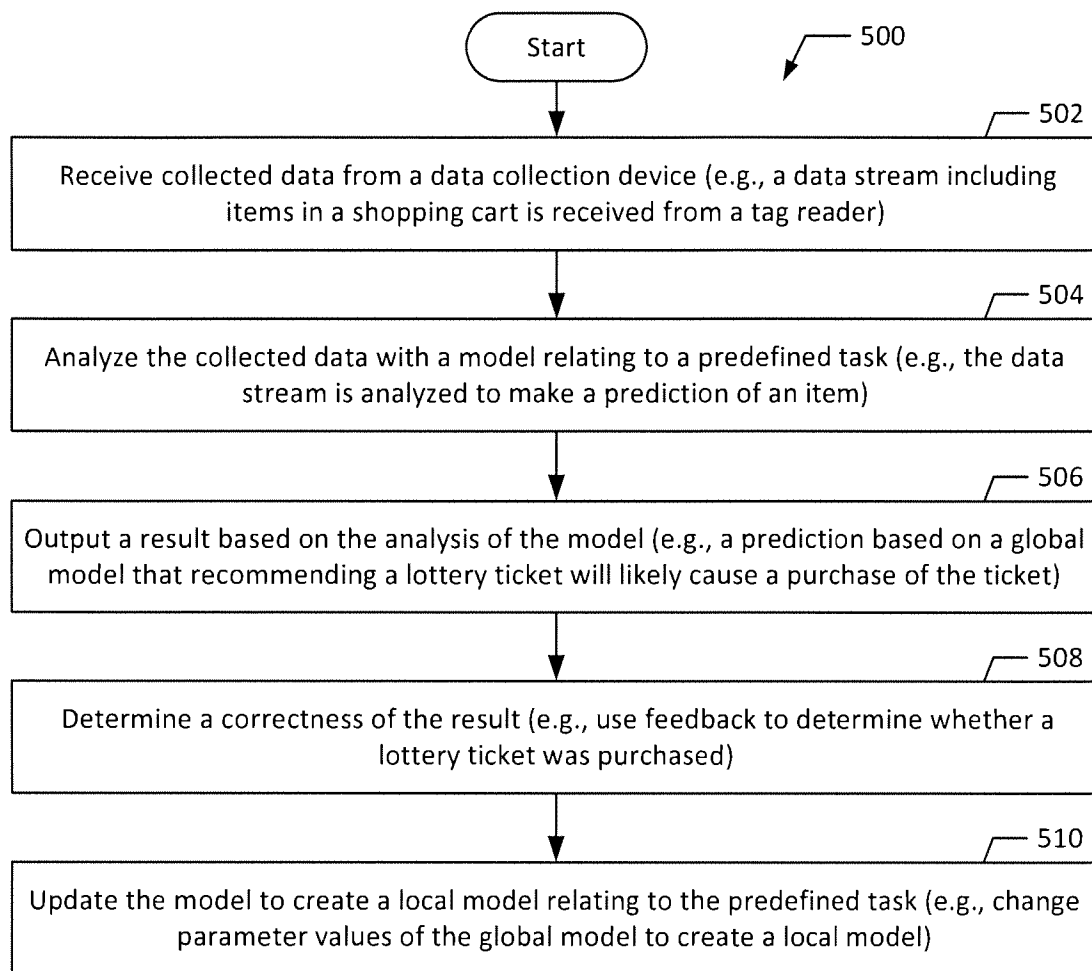 Start
500
502
Receive collected data from a data collection device (e.g., a data stream including
items in a shopping cart is received from a tag reader)
504
Analyze the collected data with a model relating to a predefined task (e.g., the data
stream is analyzed to make a prediction of an item)
506
Output a result based on the analysis of the model (e.g., a prediction based on a global
model that recommending a lottery ticket will likely cause a purchase of the ticket)
508
Determine a correctness of the result (e.g., use feedback to determine whether a
lottery ticket was purchased)
510
Update the model to create a local model relating to the predefined task (e.g., change
parameter values of the global model to create a local model)